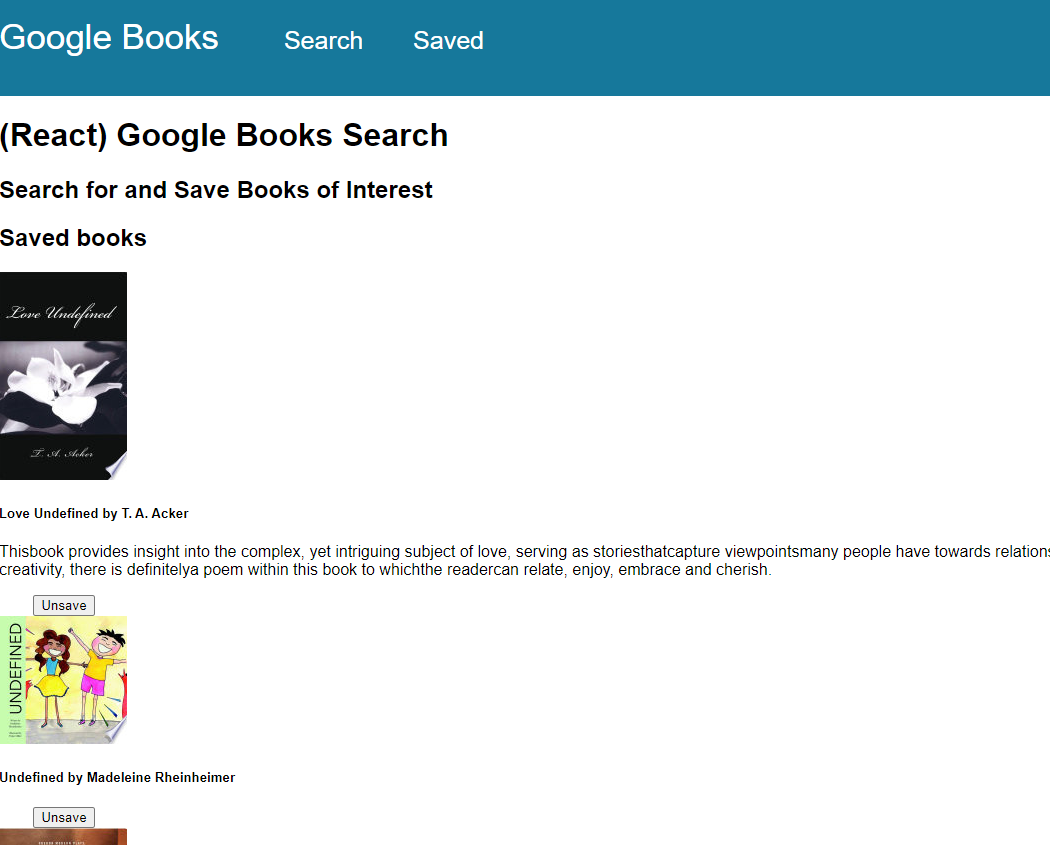 Google Books Search Saved
(React) Google Books Search
Search for and Save Books of Interest
Saved books
Love Undefined
T. A. Acker
Love Undefined by T. A. Acker
Thisbook provides insight into the complex, yet intriguing subject of love, serving as storiesthatcapture viewpointsmany people have towards relations
creativity, there is definitelya poem within this book to whichthe readercan relate, enjoy, embrace and cherish.
Unsave
UNDEFINED
Undefined by Madeleine Rheinheimer
Unsave